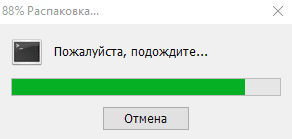 88% Распаковка...
Пожалуйста, подождите...
Отмена